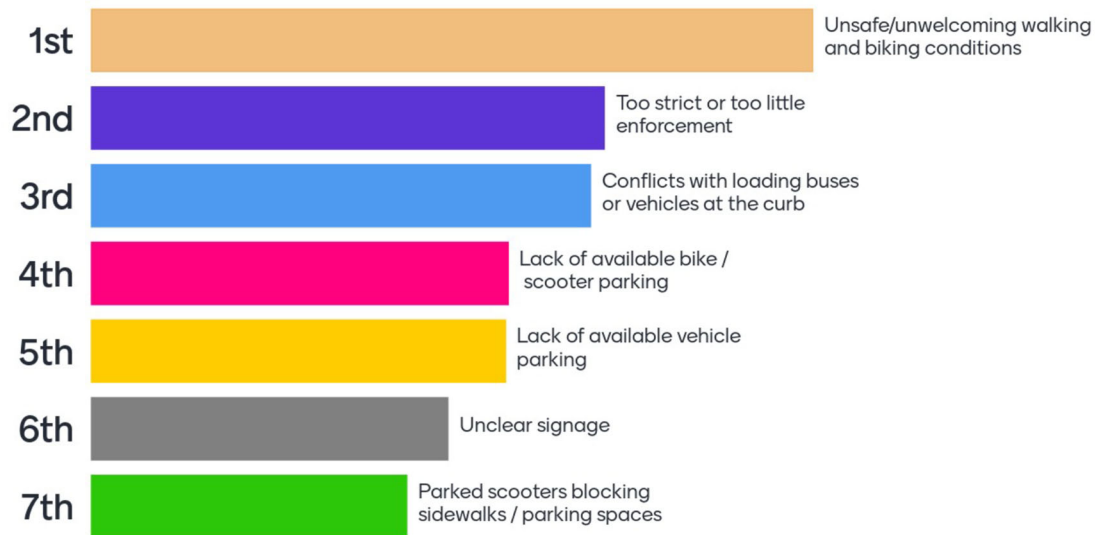 1st
Unsafe/unwelcoming walking
and biking conditions
2nd
Too strict or too little
enforcement
3rd
Conflicts with loading buses
or vehicles at the curb
4th
Lack of available bike /
scooter parking
5th
Lack of available vehicle
parking
6th
Unclear signage
7th
Parked scooters blocking
sidewalks / parking spaces